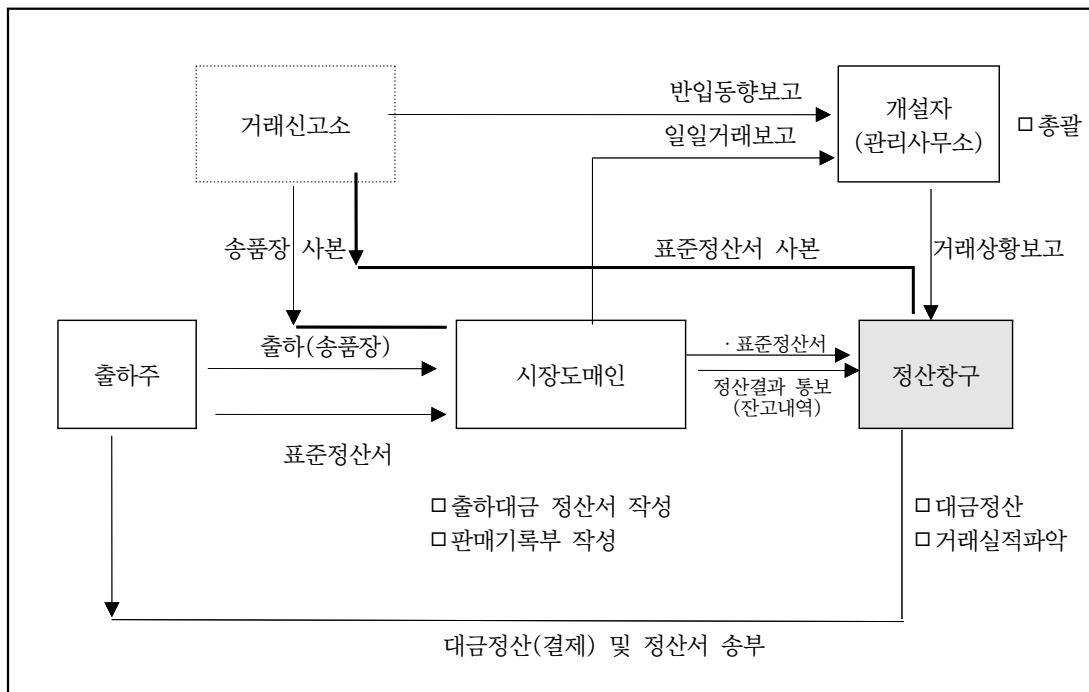 반입동향보고
거래신고소
개설자
(관리사무소)
□ 총괄
일일거래보고
송품장 사본
표준정산서 사본
거래상황보고
출하(송품장)
· 표준정산서
출하주
시장도매인
정산창구
정산결과 통보
(잔고내역)
표준정산서
□ 출하대금 정산서 작성
□ 판매기록부 작성
□ 대금정산
□ 거래실적파악
대금정산(결제) 및 정산서 송부